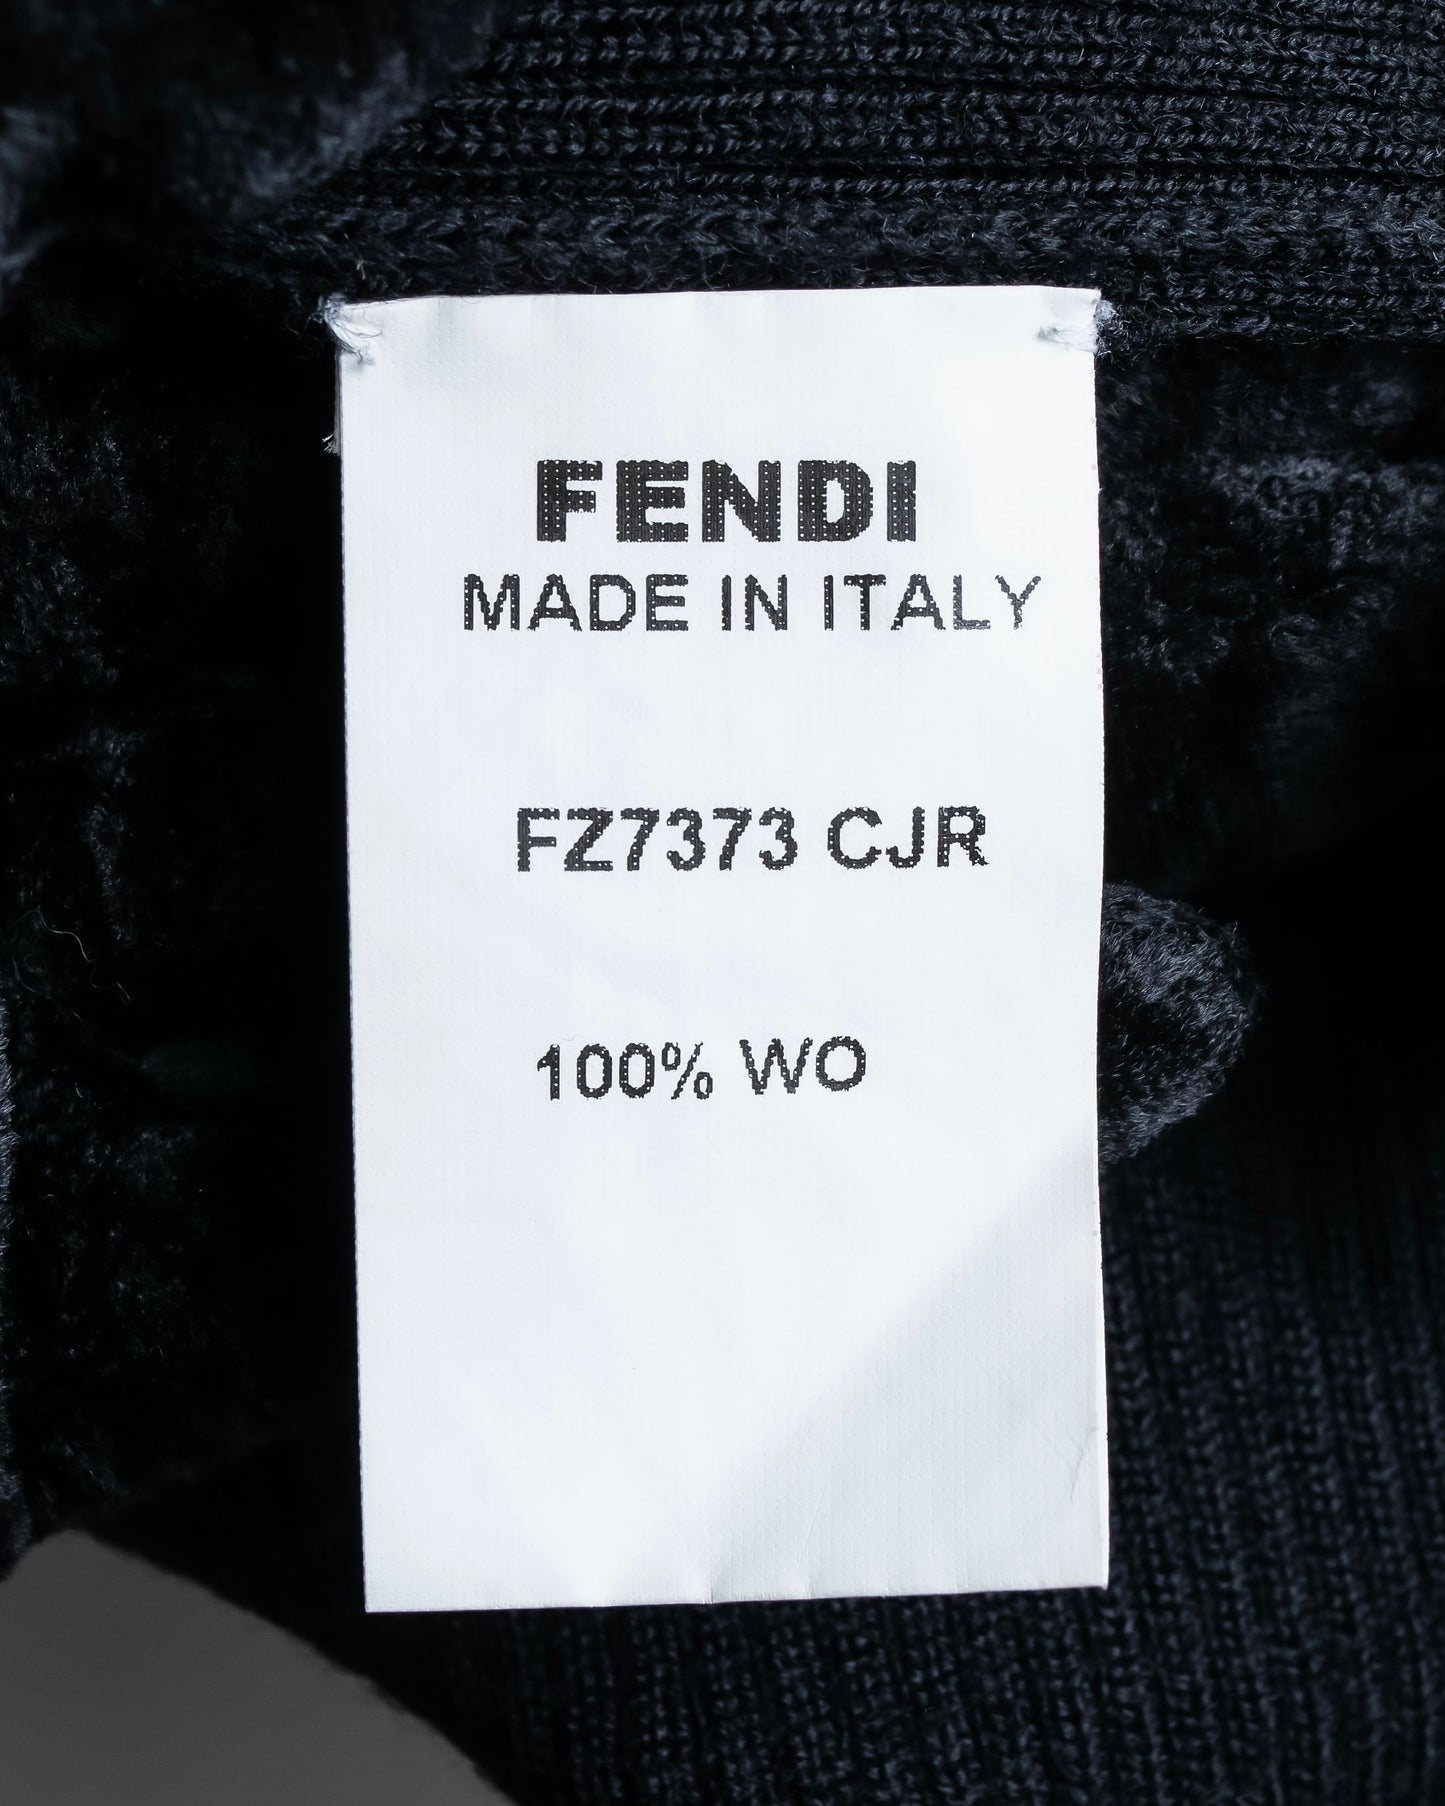 FENDI
MADE IN ITALY
FZ7373 CJR
100% WO